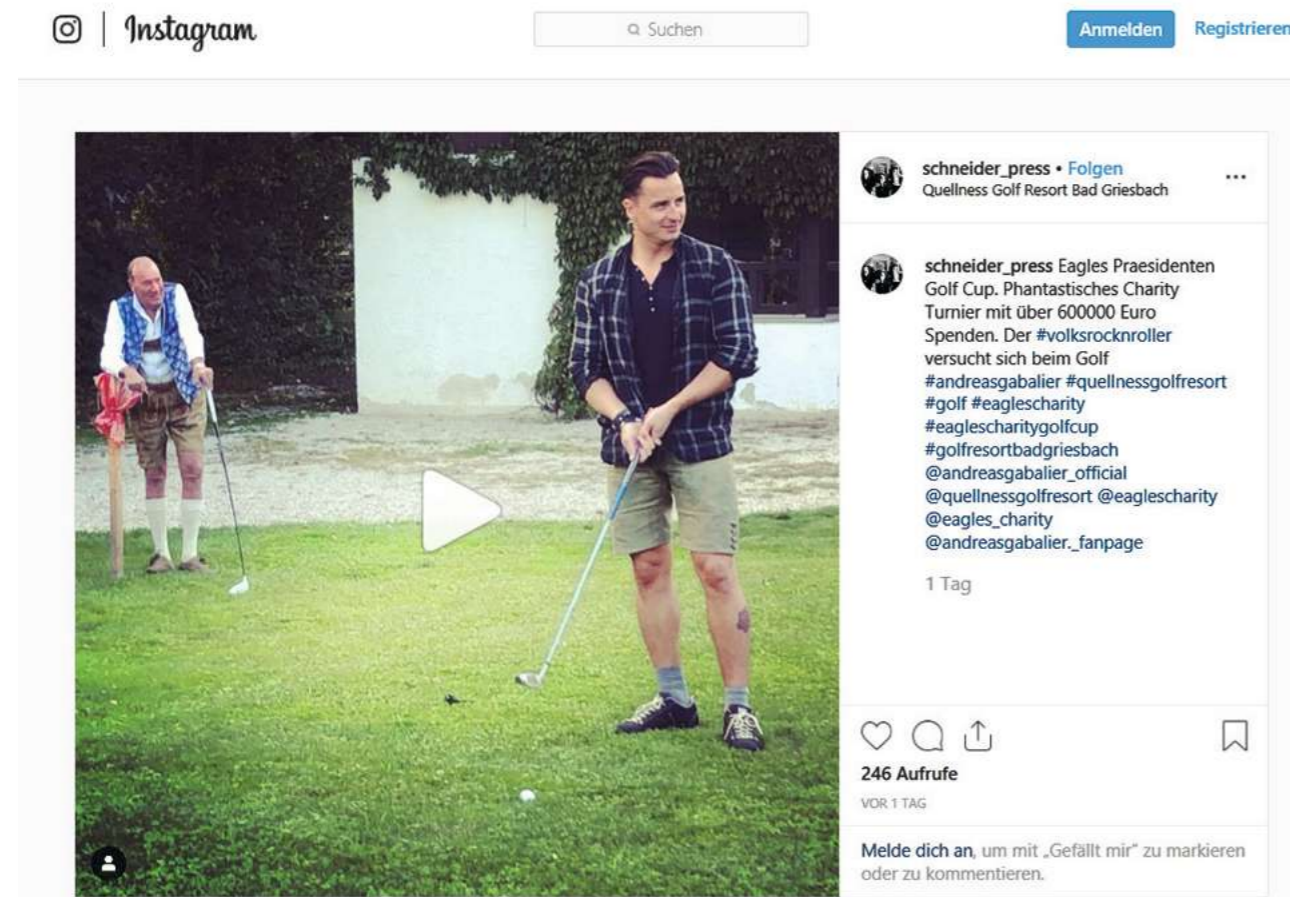 Instagram
Suchen
Anmelden
Registrieren
schneider_press • Folgen
Quellness Golf Resort Bad Griesbach
schneider_press Eagles Praesidenten
Golf Cup. Phantastisches Charity
Turnier mit über 600000 Euro
Spenden. Der #volksrocknroller
versucht sich beim Golf
#andreasgabalier #quellnessgolfresort
#golf #eaglescharity
#eaglescharitygolfcup
#golfresortbadgriesbach
@andreasgabalier_official
@quellnessgolfresort @eaglescharity
@eagles_charity
@andreasgabalier._fanpage
1 Tag
246 Aufrufe
VOR 1 TAG
Melde dich an, um mit „Gefällt mir" zu markieren
oder zu kommentieren.